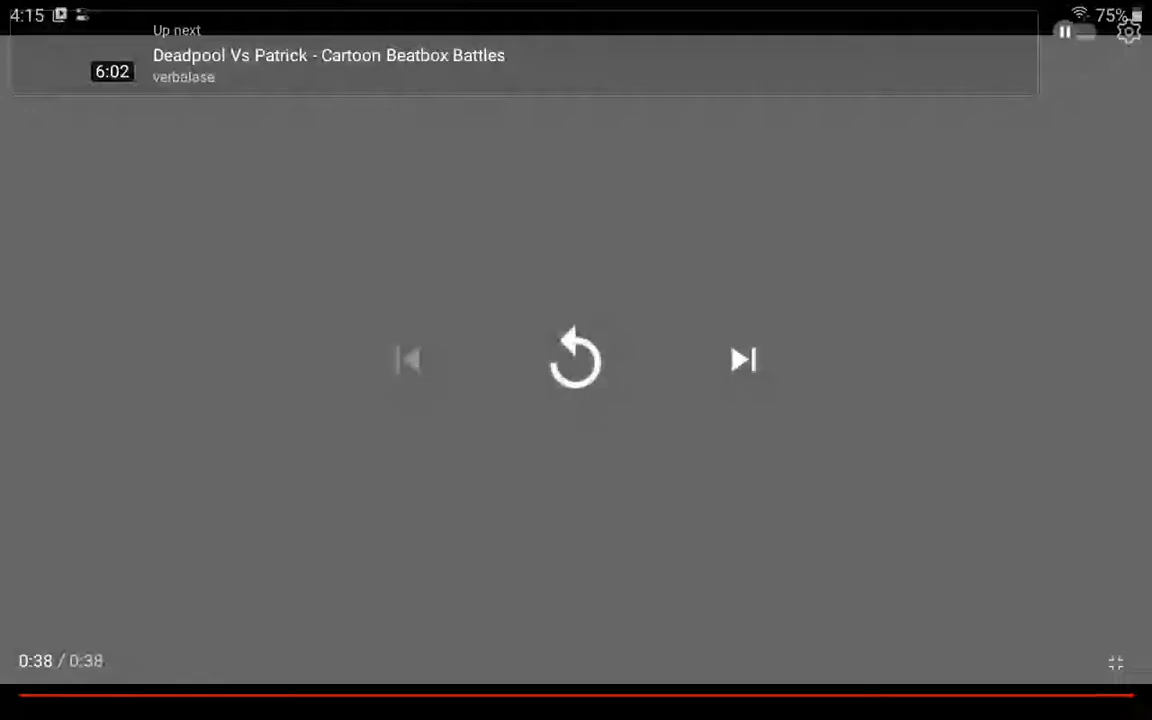 4:15
75%
Up next
Deadpool Vs Patrick - Cartoon Beatbox Battles
6:02
verbalase
0:38 / 0:38